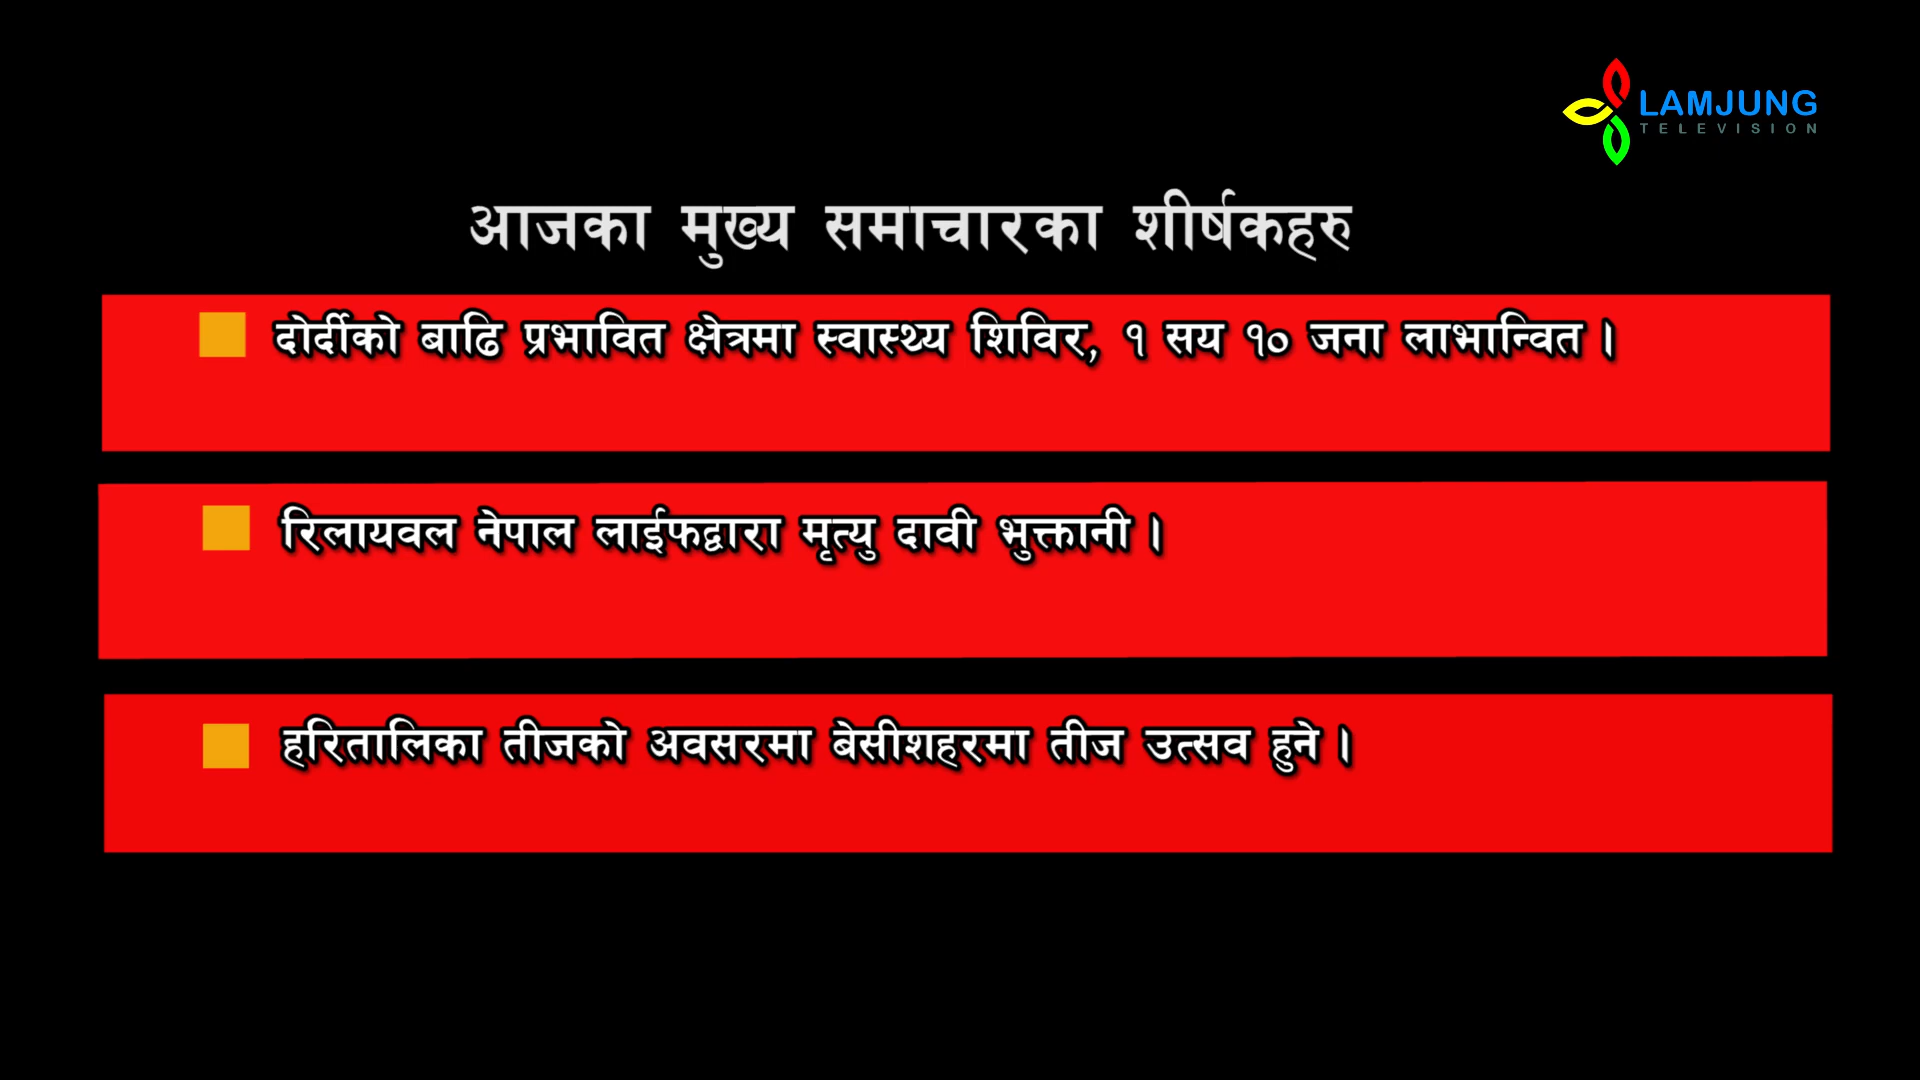 LAMJUNG
TELEVISION
आजका मुख्य समाचारका शीर्षकहरु
दोर्दीको बाढि प्रभावित क्षेत्रमा स्वास्थ्य शिविर, १ सय १० जना लाभान्वित ।
रिलायवल नेपाल लाईफद्वारा मृत्यु दावी भुक्तानी ।
हरितालिका तीजको अवसरमा बेसीशहरमा तीज उत्सव हुने ।